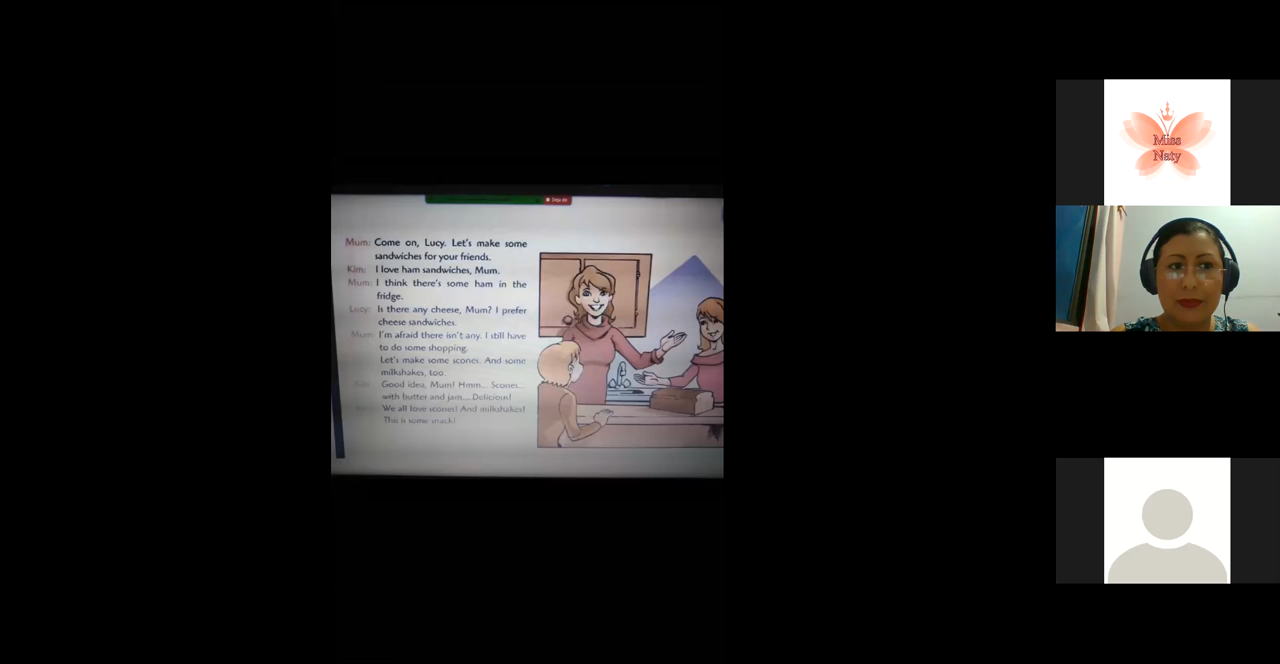 Deja de
Mum: Come on, Lucy. Let's make some
sandwiches for your friends.
Kim: I love ham sandwiches, Mum.
Mum: I think there's some ham in the
fridge.
Lucy: Is there any cheese, Mum? I prefer
cheese sandwiches.
Mum: I'm afraid there isn't any. I still have
to do some shopping.
Let's make some scones. And some
milkshakes, too.
Good idea, Mum! Hmm... Scones...
with butter and jam... Delicious!
We all love scones! And milkshakes!
This is some snack!
Miss
Naty